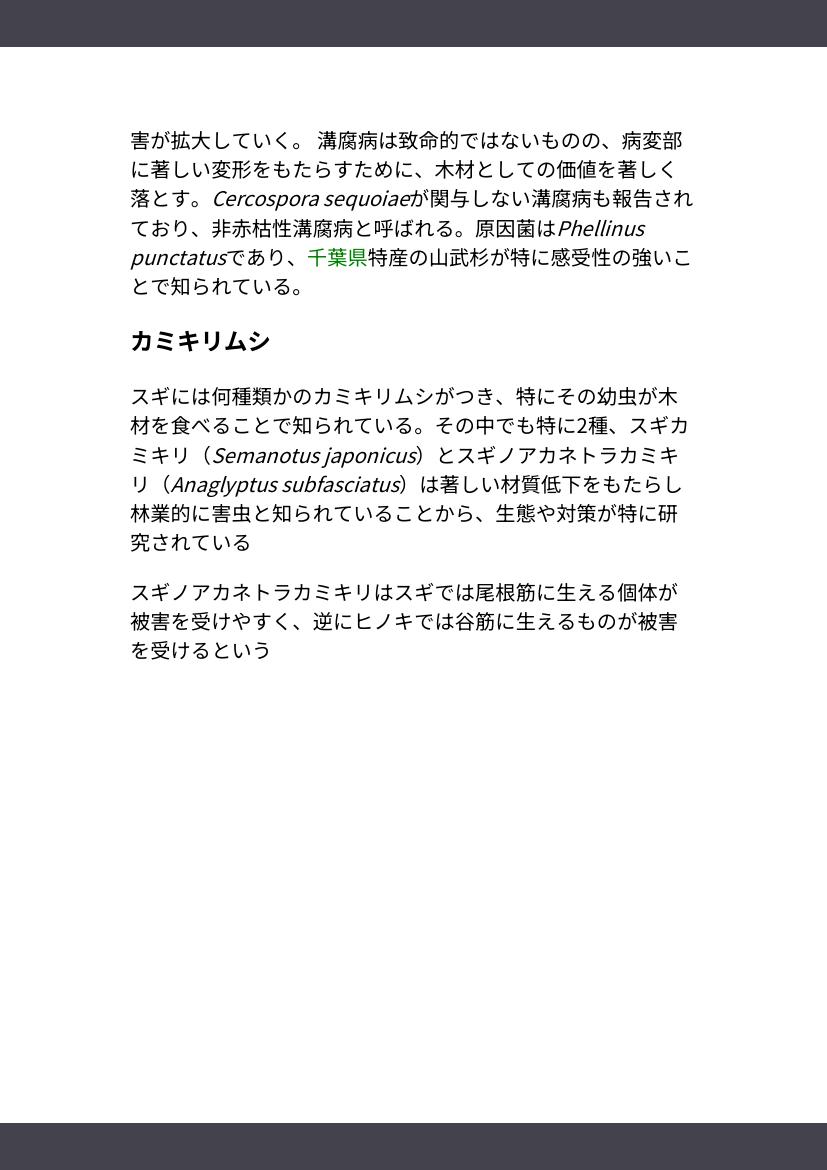 害が拡大していく。 溝腐病は致命的ではないものの、病変部
に著しい変形をもたらすために、木材としての価値を著しく
落とす。Cercospora sequoiaeが関与しない溝腐病も報告され
ており、非赤枯性溝腐病と呼ばれる。原因菌はPhellinus
punctatusであり、千葉県特産の山武杉が特に感受性の強いこ
とで知られている。
カミキリムシ
スギには何種類かのカミキリムシがつき、特にその幼虫が木
材を食べることで知られている。その中でも特に2種、スギカ
ミキリ（Semanotus japonicus）とスギノアカネトラカミキ
リ（Anaglyptus subfasciatus）は著しい材質低下をもたらし
林業的に害虫と知られていることから、生態や対策が特に研
究されている
スギノアカネトラカミキリはスギでは尾根筋に生える個体が
被害を受けやすく、逆にヒノキでは谷筋に生えるものが被害
を受けるという